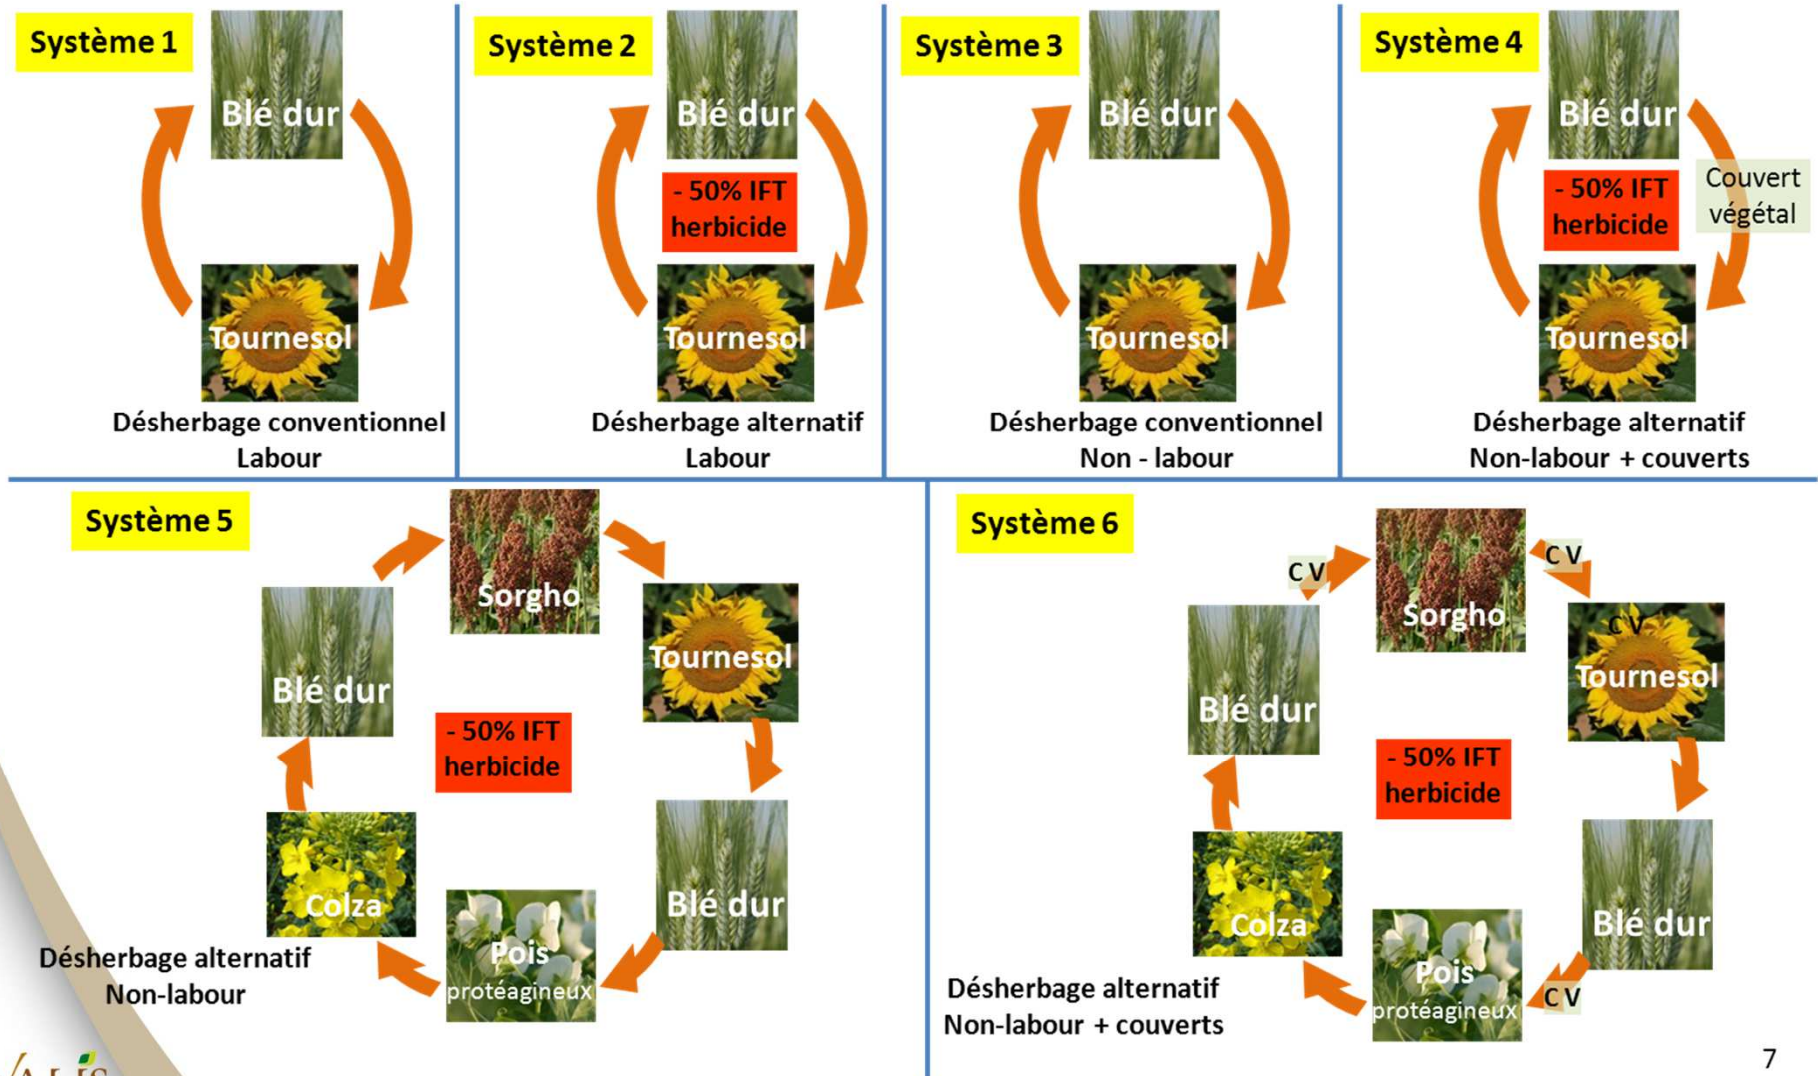 Système 1
Blé dur
Tournesol
Désherbage conventionnel
Labour
Système 2
Blé dur
- 50% IFT
herbicide
Tournesol
Désherbage alternatif
Labour
Système 3
Blé dur
Tournesol
Désherbage conventionnel
Non - labour
Système 4
Blé dur
- 50% IFT
herbicide
Couvert
végétal
Tournesol
Désherbage alternatif
Non-labour + couverts
Système 5
Sorgho
Tournesol
Blé dur
- 50% IFT
herbicide
Blé dur
Colza
Pois
protéagineux
Désherbage alternatif
Non-labour
Système 6
C V
Sorgho
C V
C V
Tournesol
Blé dur
- 50% IFT
herbicide
Blé dur
Colza
Pois
protéagineux
C V
Désherbage alternatif
Non-labour + couverts
7